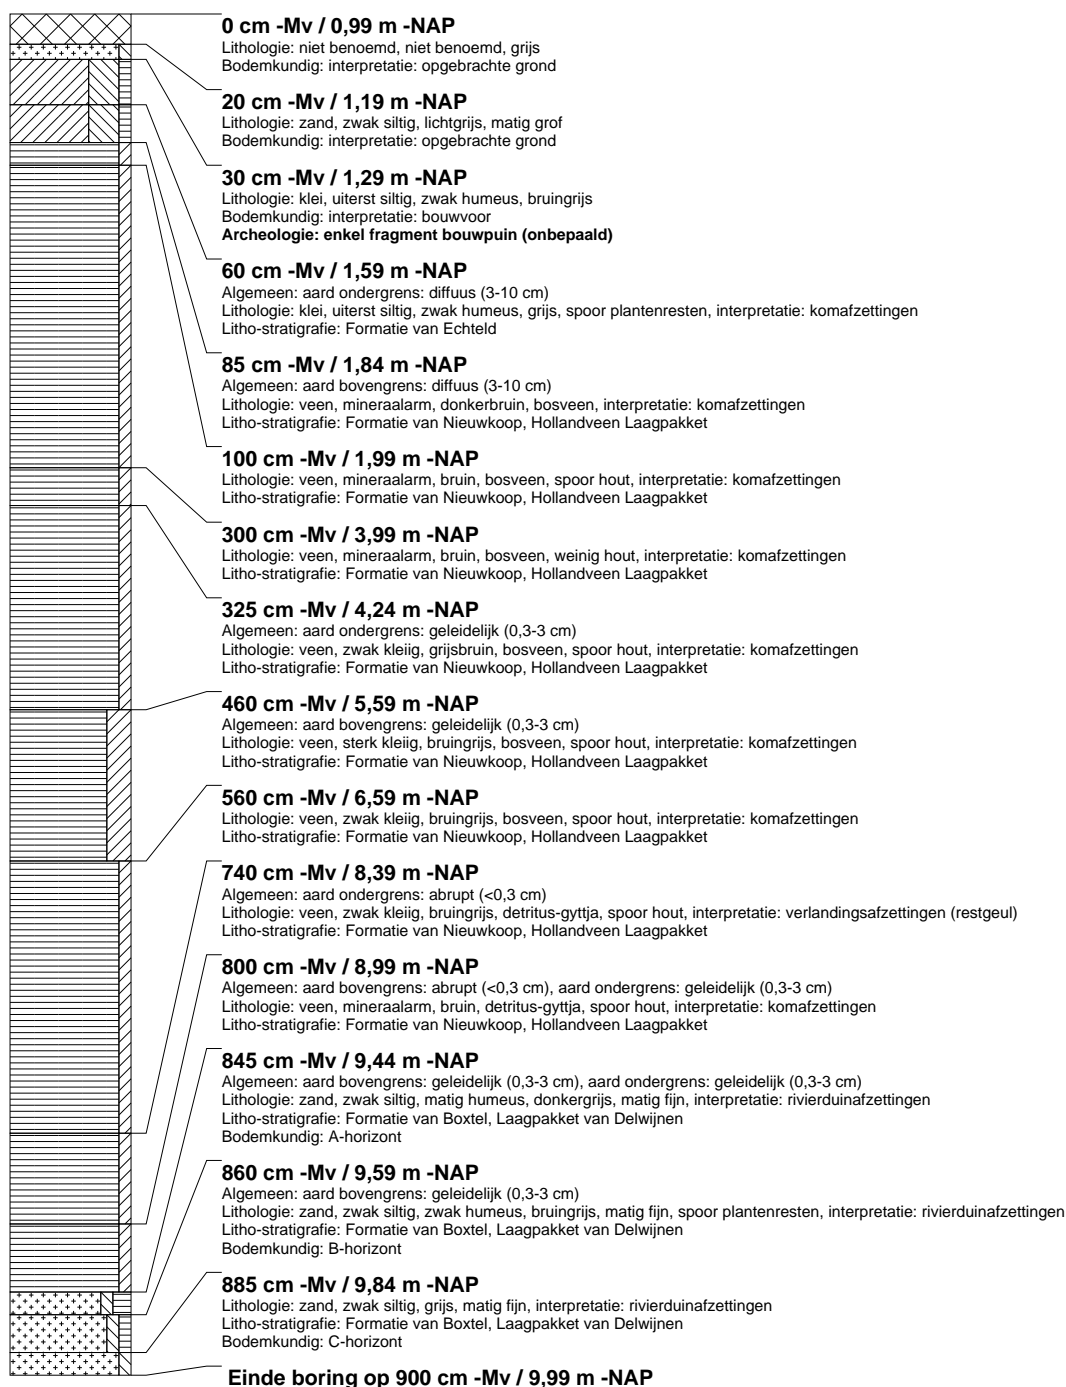 0 cm -Mv / 0,99 m -NAP
Lithologie: niet benoemd, niet benoemd, grijs
Bodemkundig: interpretatie: opgebrachte grond
20 cm -Mv / 1,19 m -NAP
Lithologie: zand, zwak siltig, lichtgrijs, matig grof
Bodemkundig: interpretatie: opgebrachte grond
30 cm -Mv / 1,29 m -NAP
Lithologie: klei, uiterst siltig, zwak humeus, bruingrijs
Bodemkundig: interpretatie: bouwvoor
Archeologie: enkel fragment bouwpuin (onbepaald)
60 cm -Mv / 1,59 m -NAP
Algemeen: aard ondergrens: diffuus (3-10 cm)
Lithologie: klei, uiterst siltig, zwak humeus, grijs, spoor plantenresten, interpretatie: komafzettingen
Litho-stratigrafie: Formatie van Echteld
85 cm -Mv / 1,84 m -NAP
Algemeen: aard bovengrens: diffuus (3-10 cm)
Lithologie: veen, mineraalarm, donkerbruin, bosveen, interpretatie: komafzettingen
Litho-stratigrafie: Formatie van Nieuwkoop, Hollandveen Laagpakket
100 cm -Mv / 1,99 m -NAP
Lithologie: veen, mineraalarm, bruin, bosveen, spoor hout, interpretatie: komafzettingen
Litho-stratigrafie: Formatie van Nieuwkoop, Hollandveen Laagpakket
300 cm -Mv / 3,99 m -NAP
Lithologie: veen, mineraalarm, bruin, bosveen, weinig hout, interpretatie: komafzettingen
Litho-stratigrafie: Formatie van Nieuwkoop, Hollandveen Laagpakket
325 cm -Mv / 4,24 m -NAP
Algemeen: aard ondergrens: geleidelijk (0,3-3 cm)
Lithologie: veen, zwak kleiig, grijsbruin, bosveen, spoor hout, interpretatie: komafzettingen
Litho-stratigrafie: Formatie van Nieuwkoop, Hollandveen Laagpakket
460 cm -Mv / 5,59 m -NAP
Algemeen: aard bovengrens: geleidelijk (0,3-3 cm)
Lithologie: veen, sterk kleiig, bruingrijs, bosveen, spoor hout, interpretatie: komafzettingen
Litho-stratigrafie: Formatie van Nieuwkoop, Hollandveen Laagpakket
560 cm -Mv / 6,59 m -NAP
Lithologie: veen, zwak kleiig, bruingrijs, bosveen, spoor hout, interpretatie: komafzettingen
Litho-stratigrafie: Formatie van Nieuwkoop, Hollandveen Laagpakket
740 cm -Mv / 8,39 m -NAP
Algemeen: aard ondergrens: abrupt (<0,3 cm)
Lithologie: veen, zwak kleiig, bruingrijs, detritus-gyttja, spoor hout, interpretatie: verlandingsafzettingen (restgeul)
Litho-stratigrafie: Formatie van Nieuwkoop, Hollandveen Laagpakket
800 cm -Mv / 8,99 m -NAP
Algemeen: aard bovengrens: abrupt (<0,3 cm), aard ondergrens: geleidelijk (0,3-3 cm)
Lithologie: veen, mineraalarm, bruin, detritus-gyttja, spoor hout, interpretatie: komafzettingen
Litho-stratigrafie: Formatie van Nieuwkoop, Hollandveen Laagpakket
845 cm -Mv / 9,44 m -NAP
Algemeen: aard bovengrens: geleidelijk (0,3-3 cm), aard ondergrens: geleidelijk (0,3-3 cm)
Lithologie: zand, zwak siltig, matig humeus, donkergrijs, matig fijn, interpretatie: rivierduinafzettingen
Litho-stratigrafie: Formatie van Boxtel, Laagpakket van Delwijnen
Bodemkundig: A-horizont
860 cm -Mv / 9,59 m -NAP
Algemeen: aard bovengrens: geleidelijk (0,3-3 cm)
Lithologie: zand, zwak siltig, zwak humeus, bruingrijs, matig fijn, spoor plantenresten, interpretatie: rivierduinafzettingen
Litho-stratigrafie: Formatie van Boxtel, Laagpakket van Delwijnen
Bodemkundig: B-horizont
885 cm -Mv / 9,84 m -NAP
Lithologie: zand, zwak siltig, grijs, matig fijn, interpretatie: rivierduinafzettingen
Litho-stratigrafie: Formatie van Boxtel, Laagpakket van Delwijnen
Bodemkundig: C-horizont
Einde boring op 900 cm -Mv / 9,99 m -NAP